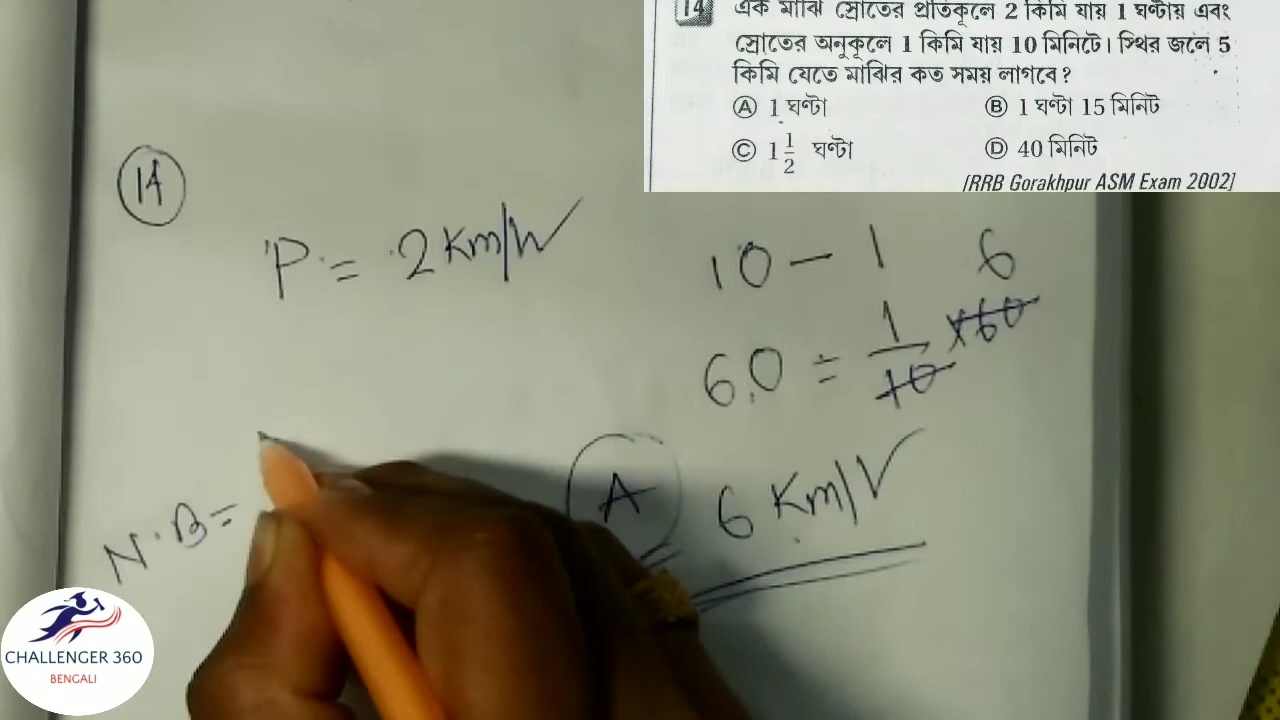 14 এক মাঝি স্রোতের প্রতিকূলে 2 কিমি যায় 1 ঘণ্টায় এবং
স্রোতের অনুকূলে 1 কিমি যায় 10 মিনিটে। স্থির জলে 5
কিমি যেতে মাঝির কত সময় লাগবে ?
Ⓐ 1 ঘণ্টা Ⓑ 1 ঘণ্টা 15 মিনিট
Ⓒ 1 1/2 ঘণ্টা Ⓓ 40 মিনিট
[RRB Gorakhpur ASM Exam 2002]
14
P = 2 Km/h
10 – 1 6
60 = 1/10 × 60
A 6 Km/h
N.B =
CHALLENGER 360
BENGALI